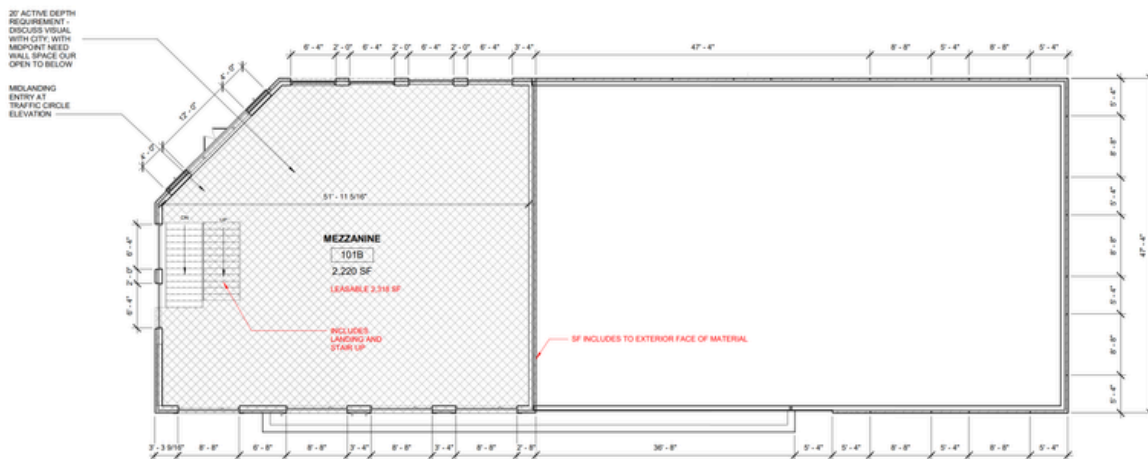 20' ACTIVE DEPTH
REQUIREMENT -
DISCUSS VISUAL
WITH CITY; WITH
MIDPOINT NEED
WALL SPACE OUR
OPEN TO BELOW
MIDLANDING
ENTRY AT
TRAFFIC CIRCLE
ELEVATION
6' - 4" 2' - 0" 6' - 4" 2' - 0" 6' - 4" 2' - 0" 6' - 4" 3' - 4" 47' - 4" 8' - 8" 5' - 4" 8' - 8" 5' - 4"
4' - 0"
12' - 0"
4' - 0"
51' - 11 5/16"
DN UP
MEZZANINE
101B
2,220 SF
LEASABLE 2,318 SF
INCLUDES
LANDING AND
STAIR UP
SF INCLUDES TO EXTERIOR FACE OF MATERIAL
6' - 4"
2' - 0"
6' - 4"
5' - 4"
8' - 8"
5' - 4"
8' - 8"
5' - 4"
8' - 8"
5' - 4"
47' - 4"
3' - 3 9/16" 8' - 8" 6' - 8" 8' - 8" 3' - 4" 8' - 8" 3' - 4" 8' - 8" 2' - 8" 36' - 8" 5' - 4" 5' - 4" 8' - 8" 5' - 4" 8' - 8" 5' - 4"